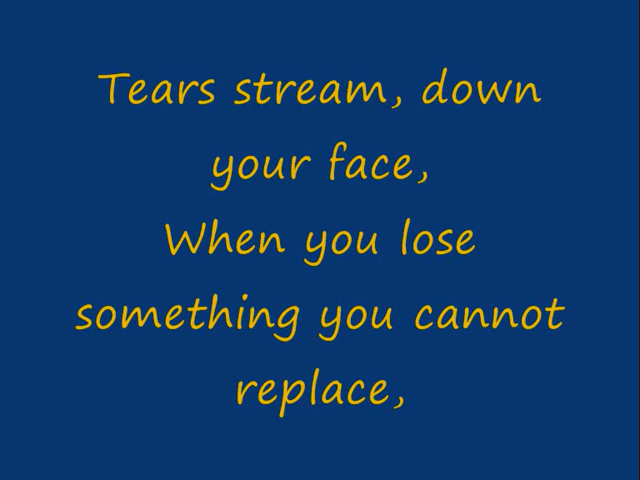 Tears stream, down
your face,
When you lose
something you cannot
replace,